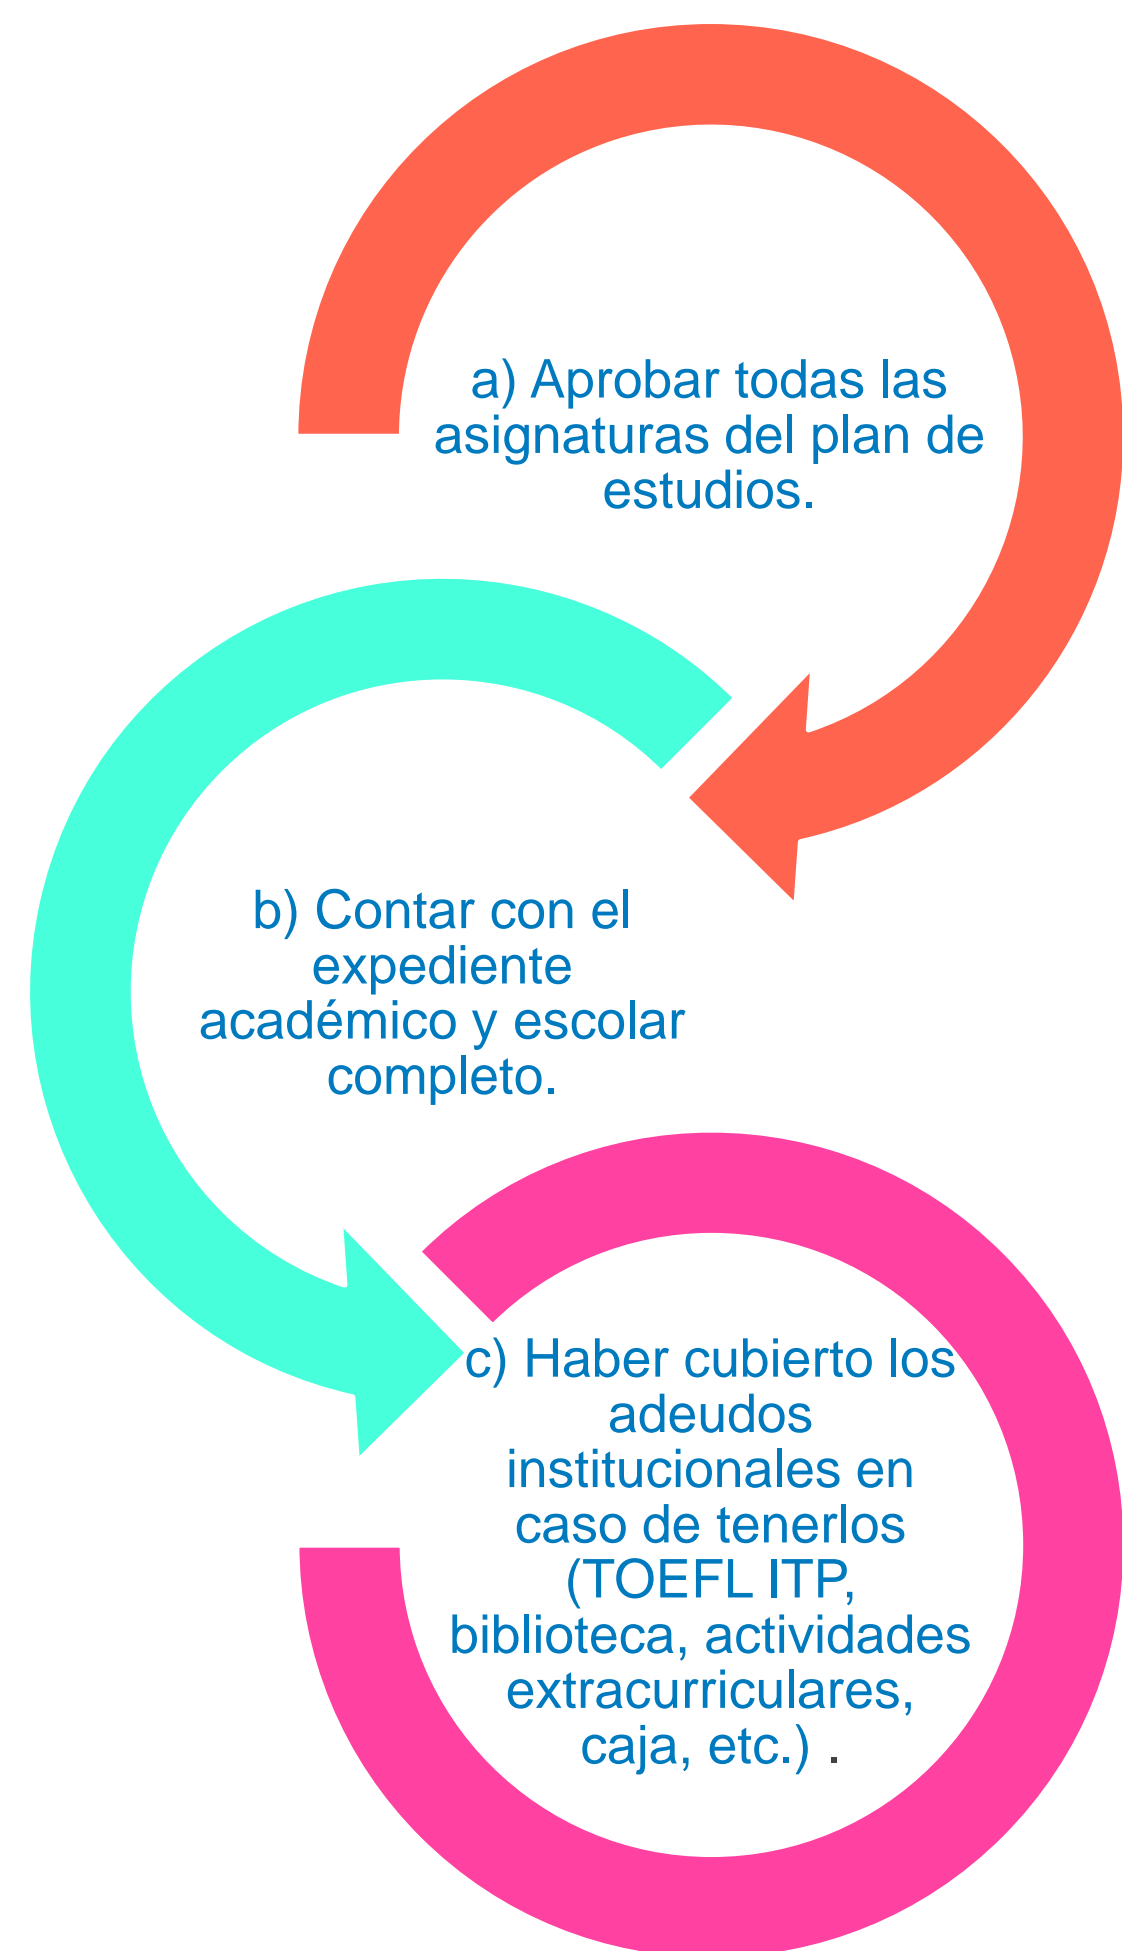 a) Aprobar todas las
asignaturas del plan de
estudios.
b) Contar con el
expediente
académico y escolar
completo.
c) Haber cubierto los
adeudos
institucionales en
caso de tenerlos
(TOEFL ITP,
biblioteca, actividades
extracurriculares,
caja, etc.) .